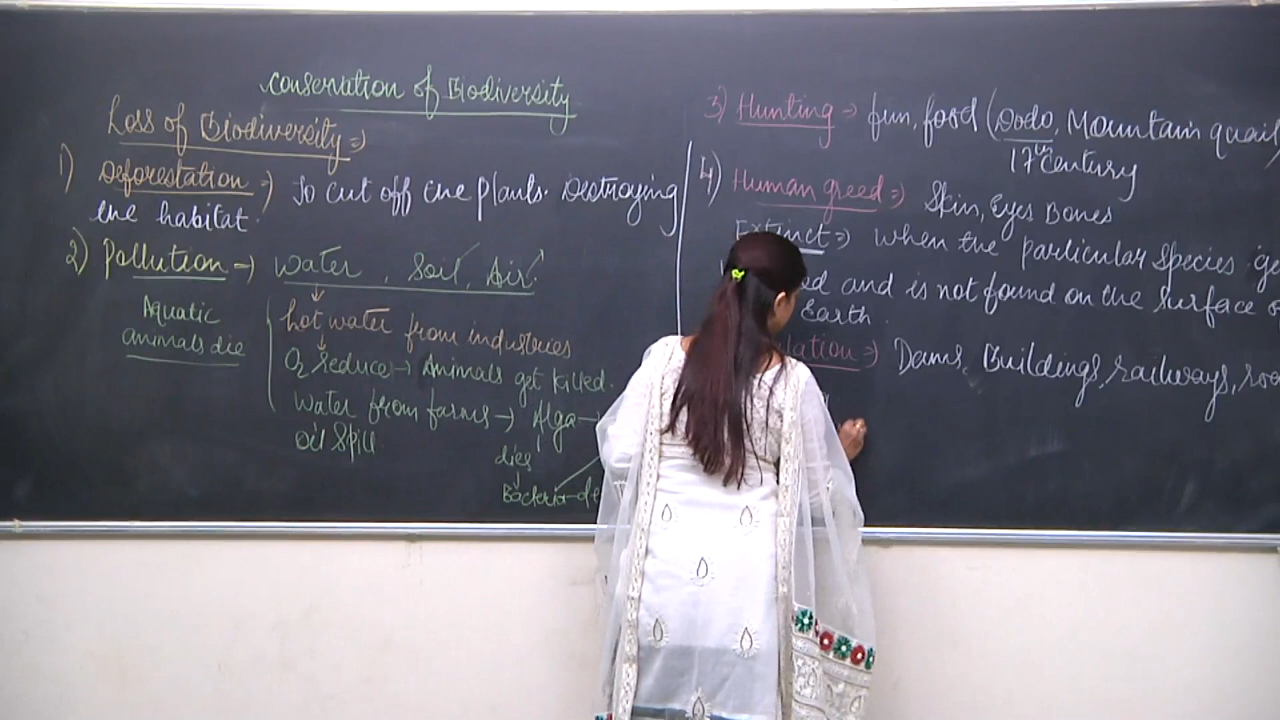 Conservation of Biodiversity
Loss of Biodiversity ⇒
1) Deforestation ⇒ To cut off the plants. Destroying
the habitat.
2) Pollution → water, Soil, Air.
Aquatic
animals die
hot water from industries
O2 reduce → Animals get killed.
water from farms → Alga →
oil Spill
dies
Bacteria - de
3) Hunting ⇒ fun, food (Dodo, Mountain quail)
17th century
4) Human greed ⇒ Skin, Eyes Bones
Extinct ⇒ when the particular species ge
ed and is not found on the surface o
Earth.
lation ⇒ Dams, Buildings, railways, roa